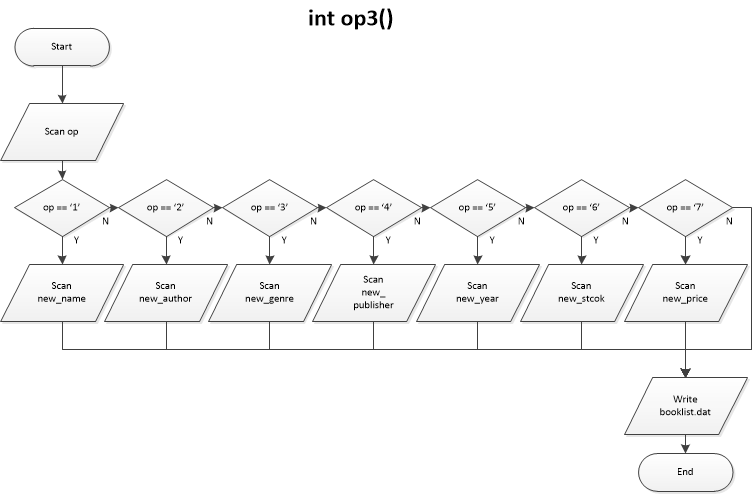 int op3()
Start
Scan op
op == ‘1’
N
op == ‘2’
N
op == ‘3’
N
op == ‘4’
N
op == ‘5’
N
op == ‘6’
N
op == ‘7’
N
Y
Y
Y
Y
Y
Y
Y
Scan
new_name
Scan
new_author
Scan
new_genre
Scan
new_
publisher
Scan
new_year
Scan
new_stcok
Scan
new_price
Write
booklist.dat
End